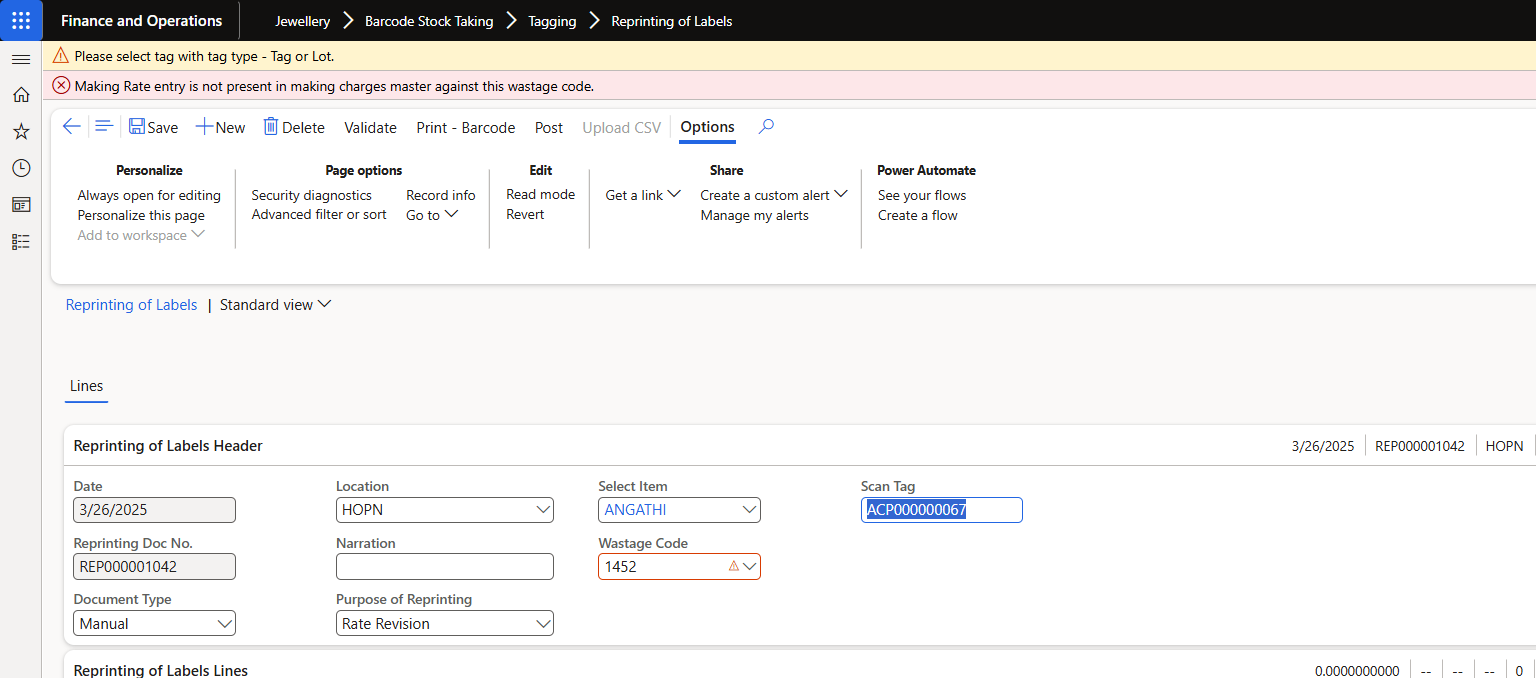 Finance and Operations Jewellery Barcode Stock Taking Tagging Reprinting of Labels
Please select tag with tag type - Tag or Lot.
Making Rate entry is not present in making charges master against this wastage code.
Save New Delete Validate Print - Barcode Post Upload CSV Options
Personalize Page options Edit Share Power Automate
Always open for editing Security diagnostics Record info Read mode Get a link Create a custom alert See your flows
Personalize this page Advanced filter or sort Go to Revert Manage my alerts Create a flow
Add to workspace
Reprinting of Labels | Standard view
Lines
Reprinting of Labels Header 3/26/2025 REP000001042 HOPN
Date Location Select Item Scan Tag
3/26/2025 HOPN ANGATHI ACP000000067
Reprinting Doc No. Narration Wastage Code
REP000001042 1452
Document Type Purpose of Reprinting
Manual Rate Revision
Reprinting of Labels Lines 0.0000000000 -- -- -- 0